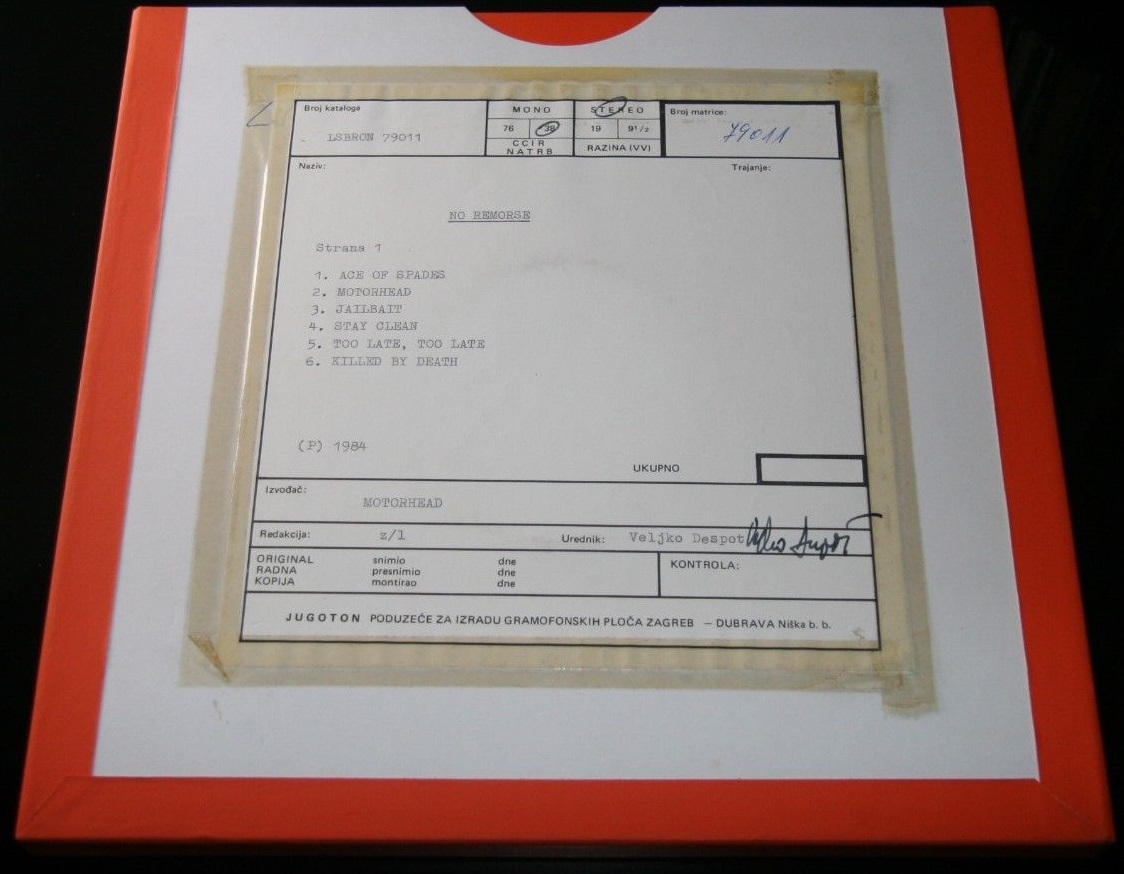 Broj kataloga
LSBRON 79011
MONO
76 38
CCIR
NATRB
STEREO
19 9½
RAZINA (VV)
Broj matrice:
79011
Naziv: Trajanje:
NO REMORSE
Strana 1
1. ACE OF SPADES
2. MOTORHEAD
3. JAILBAIT
4. STAY CLEAN
5. TOO LATE, TOO LATE
6. KILLED BY DEATH
(P) 1984
UKUPNO
Izvođač:
MOTORHEAD
Redakcija: z/1 Urednik: Veljko Despot
ORIGINAL snimio dne
RADNA presnimio dne
KOPIJA montirao dne
KONTROLA:
JUGOTON PODUZEĆE ZA IZRADU GRAMOFONSKIH PLOČA ZAGREB – DUBRAVA Niška b. b.